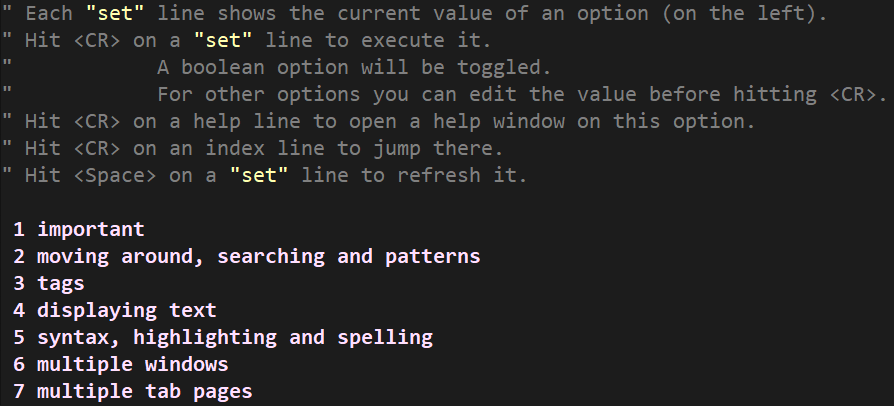 " Each "set" line shows the current value of an option (on the left).
" Hit <CR> on a "set" line to execute it.
"            A boolean option will be toggled.
"            For other options you can edit the value before hitting <CR>.
" Hit <CR> on a help line to open a help window on this option.
" Hit <CR> on an index line to jump there.
" Hit <Space> on a "set" line to refresh it.
1 important
2 moving around, searching and patterns
3 tags
4 displaying text
5 syntax, highlighting and spelling
6 multiple windows
7 multiple tab pages